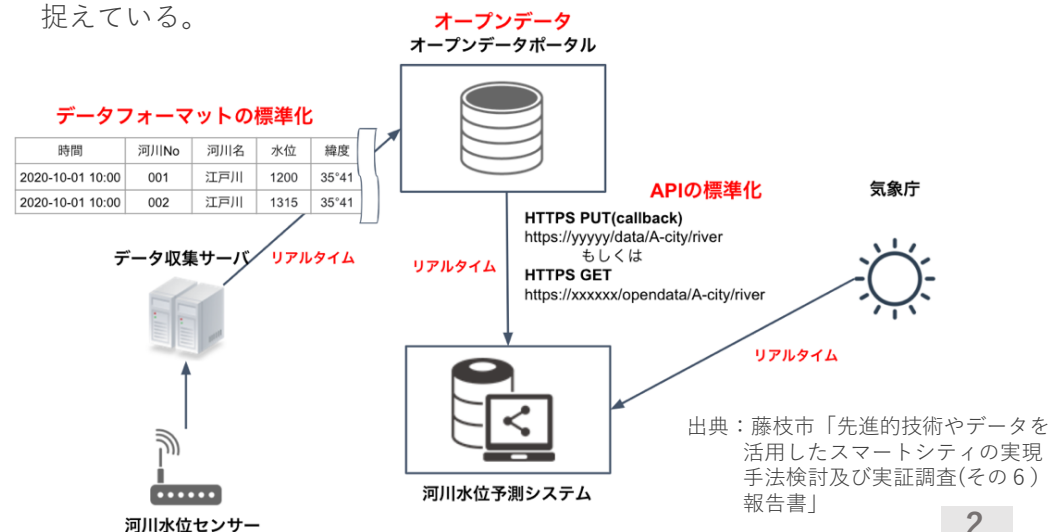 捉えている。
オープンデータ
オープンデータポータル
データフォーマットの標準化
時間 河川No 河川名 水位 緯度
2020-10-01 10:00 001 江戸川 1200 35°41
2020-10-01 10:00 002 江戸川 1315 35°41
APIの標準化
気象庁
HTTPS PUT(callback)
https://yyyyy/data/A-city/river
もしくは
HTTPS GET
https://xxxxxx/opendata/A-city/river
データ収集サーバ
リアルタイム
リアルタイム
リアルタイム
出典：藤枝市「先進的技術やデータを
活用したスマートシティの実現
手法検討及び実証調査(その６)
報告書」
河川水位予測システム
河川水位センサー
2